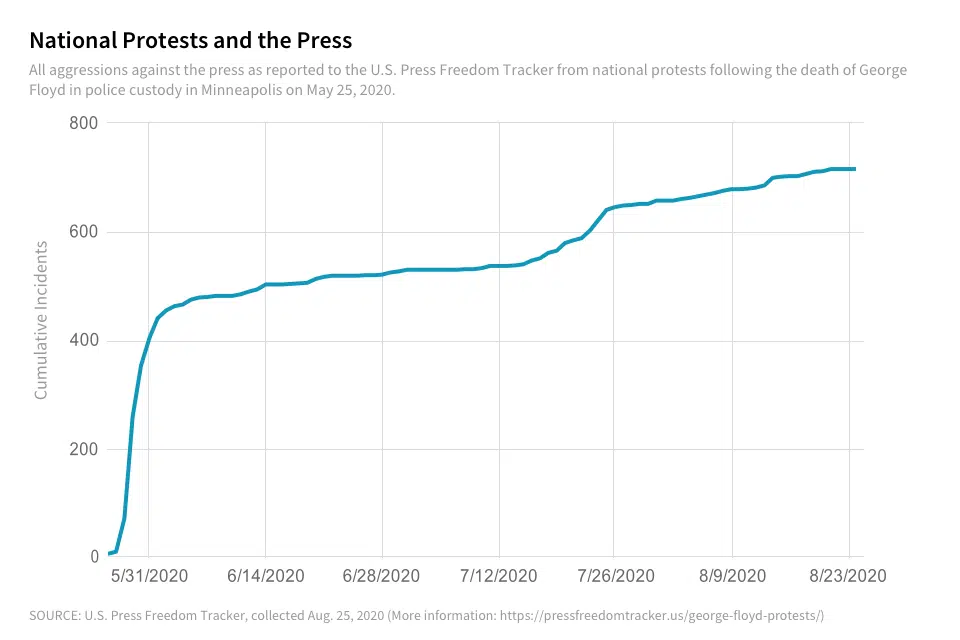 National Protests and the Press
All aggressions against the press as reported to the U.S. Press Freedom Tracker from national protests following the death of George
Floyd in police custody in Minneapolis on May 25, 2020.
Cumulative Incidents
800
600
400
200
0
5/31/2020 6/14/2020 6/28/2020 7/12/2020 7/26/2020 8/9/2020 8/23/2020
SOURCE: U.S. Press Freedom Tracker, collected Aug. 25, 2020 (More information: https://pressfreedomtracker.us/george-floyd-protests/)